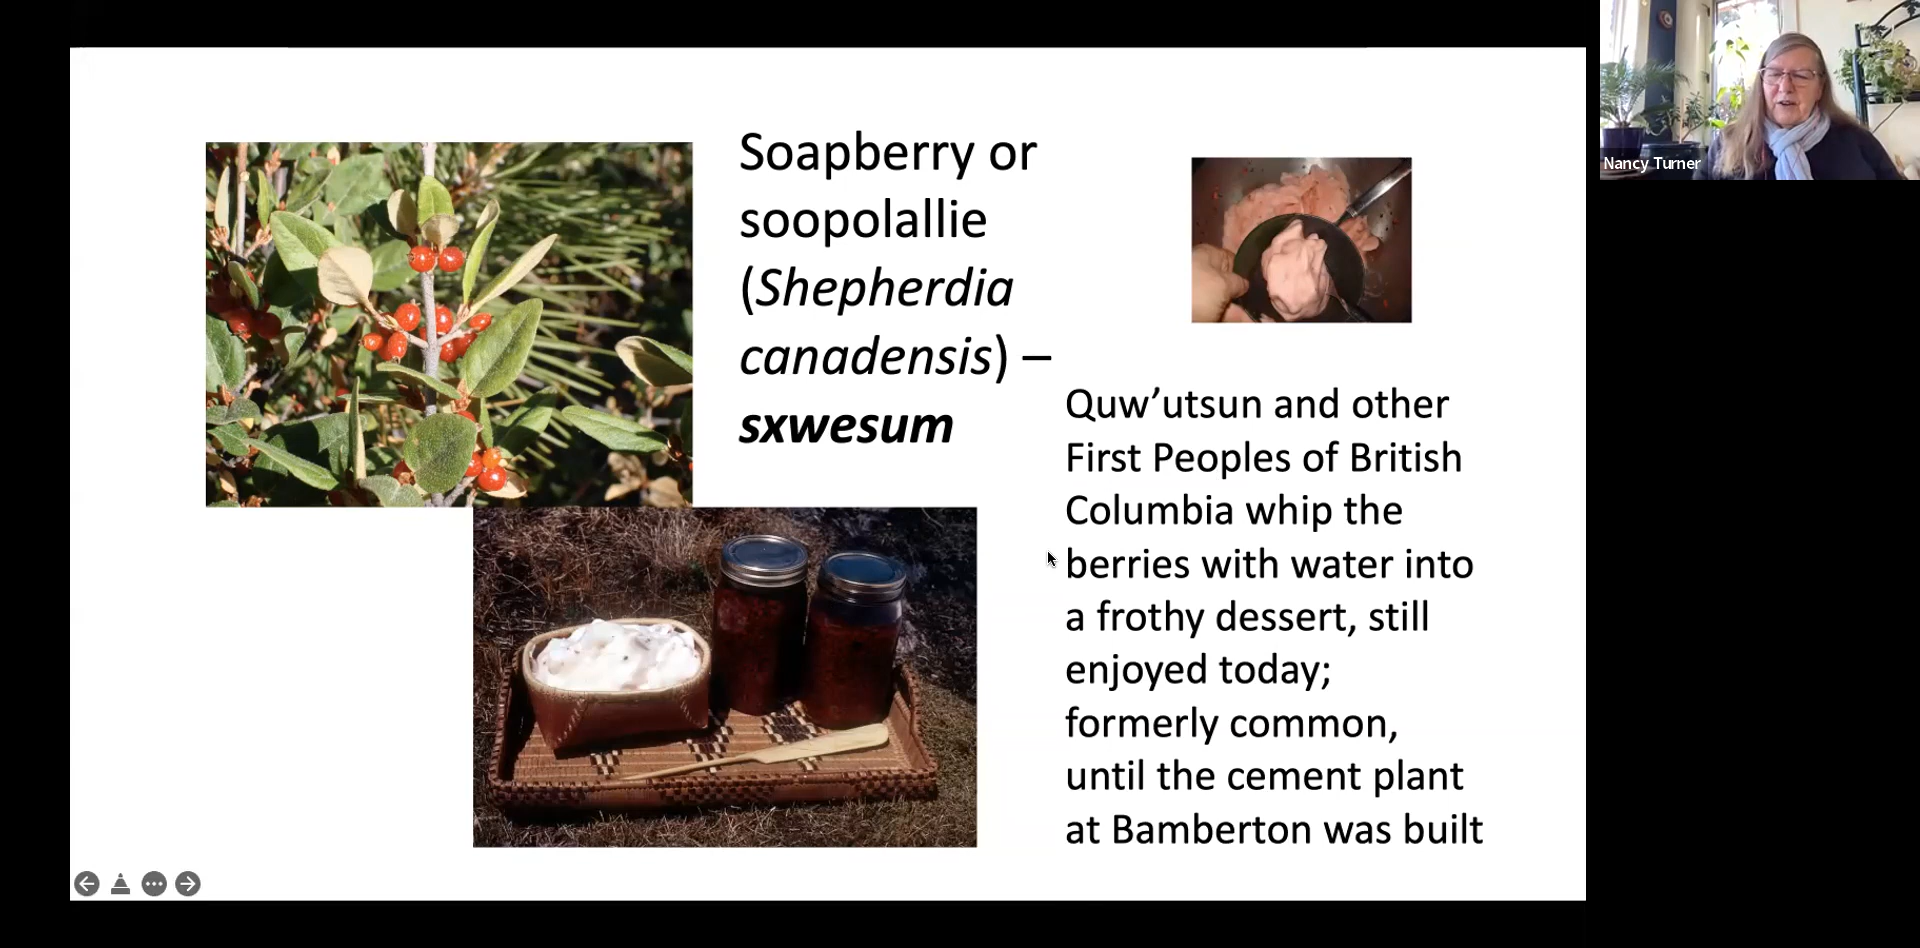 Soapberry or
soopolallie
(Shepherdia
canadensis) –
sxwesum
Quw’utsun and other
First Peoples of British
Columbia whip the
berries with water into
a frothy dessert, still
enjoyed today;
formerly common,
until the cement plant
at Bamberton was built
Nancy Turner